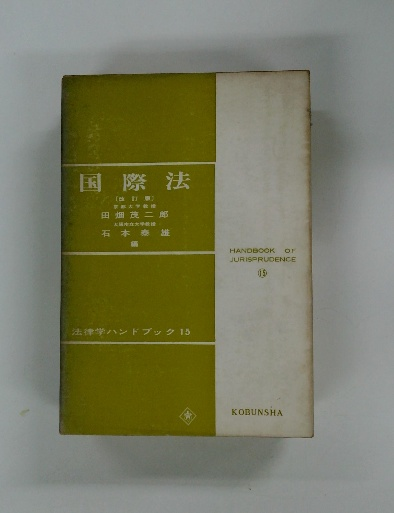 国際法
〔改訂版〕
京都大学教授
田畑茂二郎
大阪市立大学教授
石本泰雄
編
HANDBOOK OF
JURISPRUDENCE
⑮
法律学ハンドブック 15
KOBUNSHA